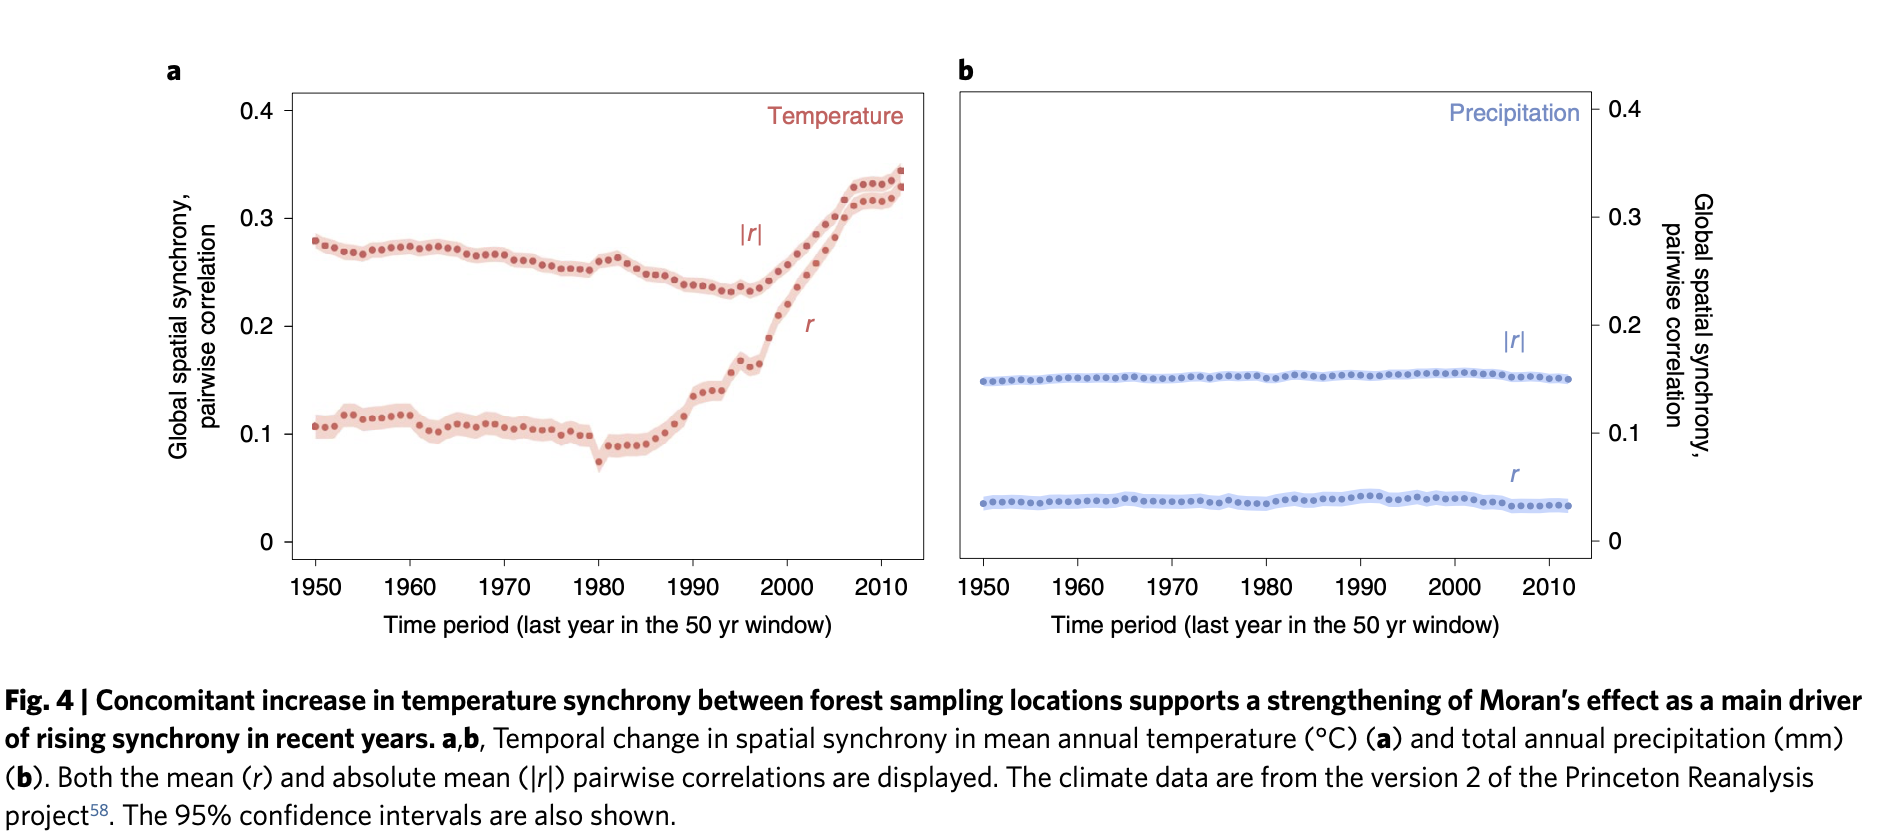 a
Temperature
0.4
0.3
0.2
0.1
0
Global spatial synchrony,
pairwise correlation
|r|
r
1950 1960 1970 1980 1990 2000 2010
Time period (last year in the 50 yr window)
b
Precipitation
0.4
0.3
0.2
0.1
0
Global spatial synchrony,
pairwise correlation
|r|
r
1950 1960 1970 1980 1990 2000 2010
Time period (last year in the 50 yr window)
Fig. 4 | Concomitant increase in temperature synchrony between forest sampling locations supports a strengthening of Moran’s effect as a main driver
of rising synchrony in recent years. a,b, Temporal change in spatial synchrony in mean annual temperature (°C) (a) and total annual precipitation (mm)
(b). Both the mean (r) and absolute mean (|r|) pairwise correlations are displayed. The climate data are from the version 2 of the Princeton Reanalysis
project58. The 95% confidence intervals are also shown.